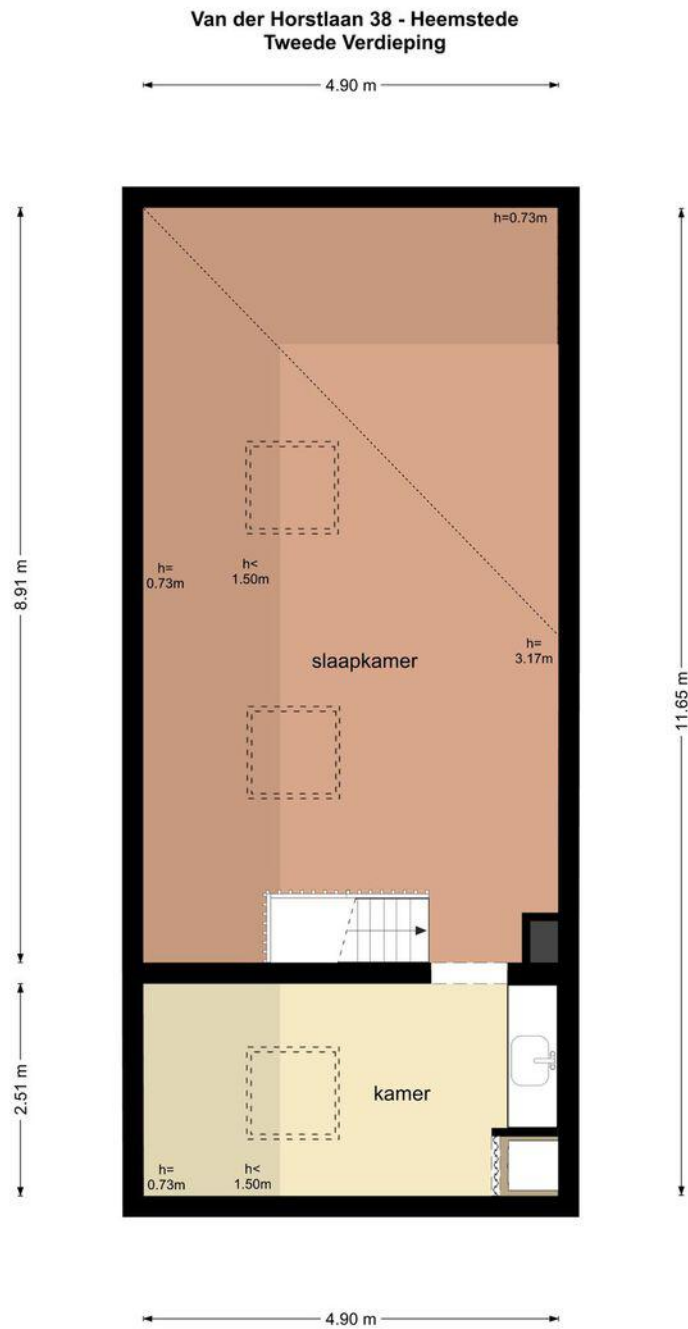 Van der Horstlaan 38 - Heemstede
Tweede Verdieping
4.90 m
h=0.73m
8.91 m
h=
0.73m
h<
1.50m
slaapkamer
h=
3.17m
11.65 m
2.51 m
kamer
h=
0.73m
h<
1.50m
4.90 m